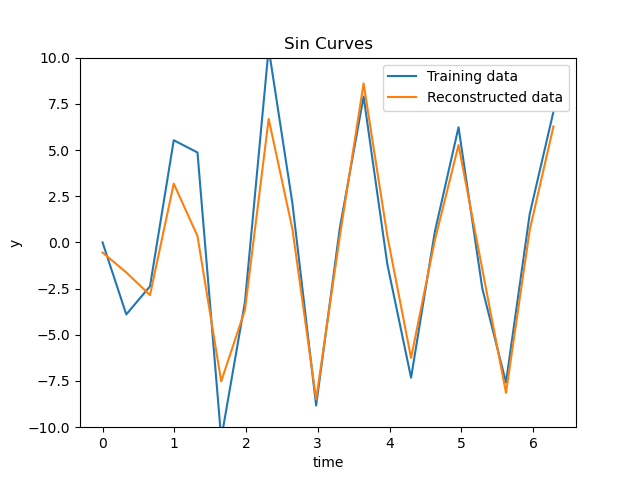 Sin Curves
Training data
Reconstructed data
10.0
7.5
5.0
2.5
0.0
−2.5
−5.0
−7.5
−10.0
y
0 1 2 3 4 5 6
time